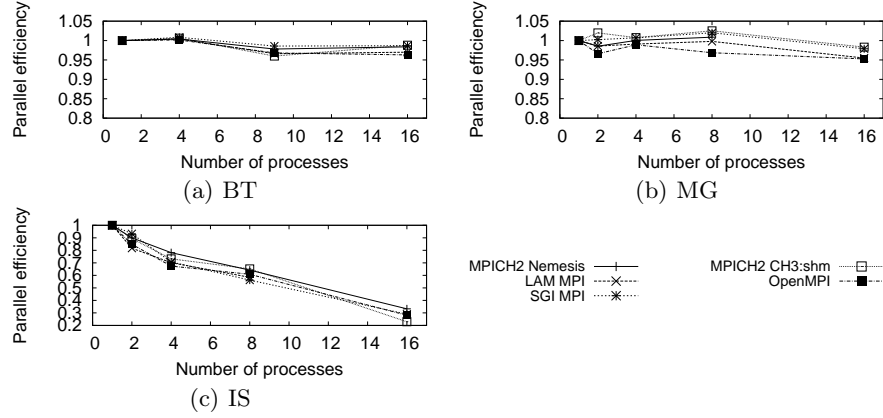 1.05
1
0.95
0.9
0.85
0.8
Parallel efficiency
0 2 4 6 8 10 12 14 16
Number of processes
(a) BT
1.05
1
0.95
0.9
0.85
0.8
Parallel efficiency
0 2 4 6 8 10 12 14 16
Number of processes
(b) MG
1
0.9
0.8
0.7
0.6
0.5
0.4
0.3
0.2
Parallel efficiency
0 2 4 6 8 10 12 14 16
Number of processes
(c) IS
MPICH2 Nemesis
LAM MPI
SGI MPI
MPICH2 CH3:shm
OpenMPI